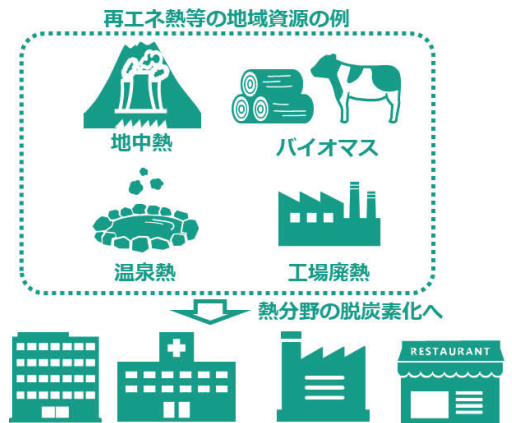 再エネ熱等の地域資源の例
地中熱
バイオマス
温泉熱
工場廃熱
熱分野の脱炭素化へ
RESTAURANT